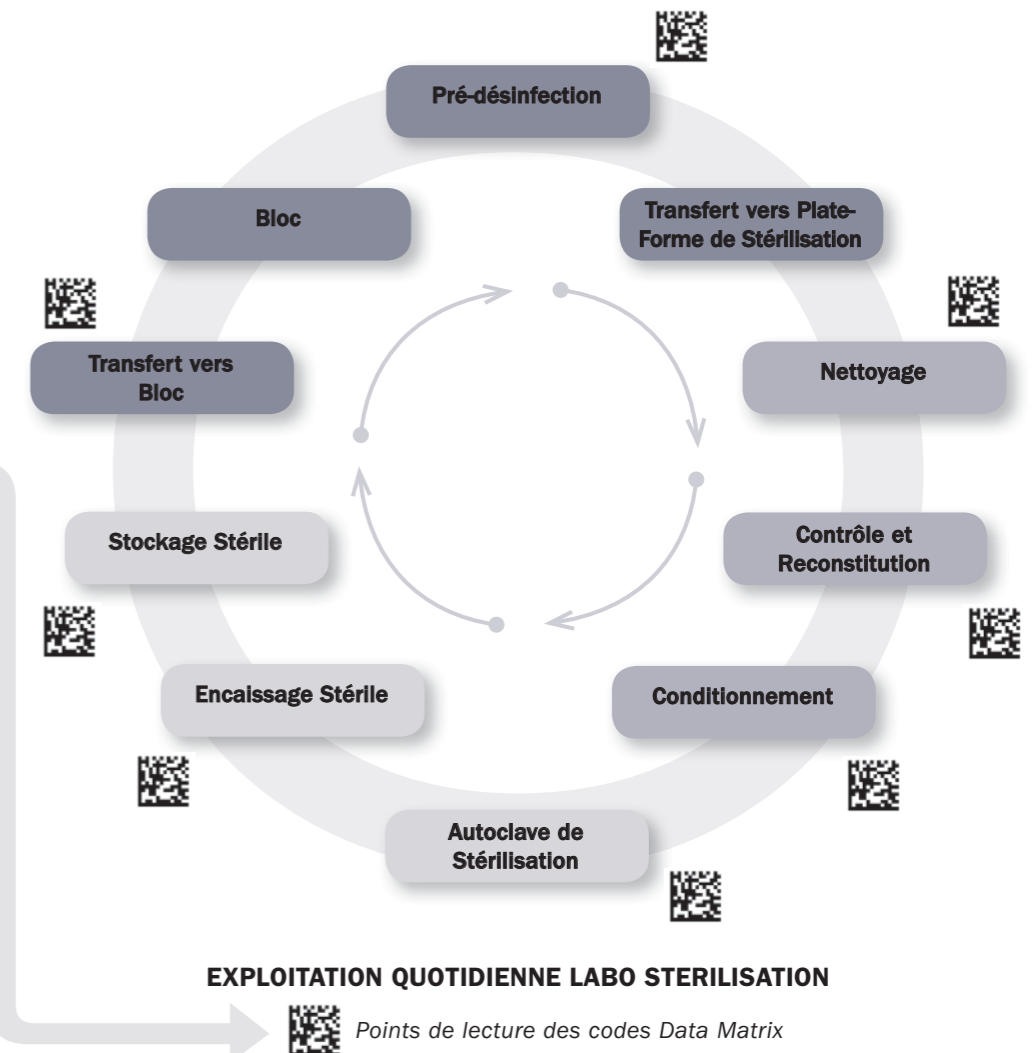 Pré-désinfection
Transfert vers Plate-
Forme de Stérilisation
Nettoyage
Contrôle et
Reconstitution
Conditionnement
Autoclave de
Stérilisation
Encaissage Stérile
Stockage Stérile
Transfert vers
Bloc
Bloc
EXPLOITATION QUOTIDIENNE LABO STERILISATION
Points de lecture des codes Data Matrix